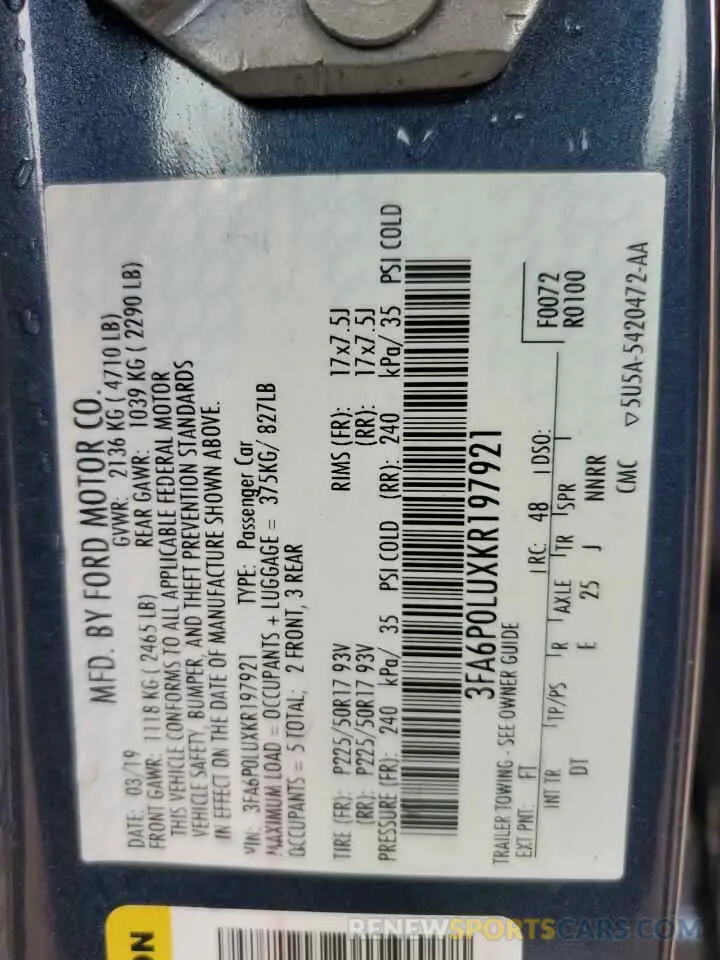 MFD. BY FORD MOTOR CO.
DATE: 03/19 GVWR: 2136 KG ( 4710 LB)
FRONT GAWR: 1118 KG ( 2465 LB) REAR GAWR: 1039 KG ( 2290 LB)
THIS VEHICLE CONFORMS TO ALL APPLICABLE FEDERAL MOTOR
VEHICLE SAFETY, BUMPER, AND THEFT PREVENTION STANDARDS
IN EFFECT ON THE DATE OF MANUFACTURE SHOWN ABOVE.
VIN: 3FA6P0LUXKR197921 TYPE: Passenger Car
MAXIMUM LOAD = OCCUPANTS + LUGGAGE = 375KG/ 827LB
OCCUPANTS = 5 TOTAL; 2 FRONT, 3 REAR
TIRE (FR): P225/50R17 93V RIMS (FR): 17x7.5J
(RR): P225/50R17 93V (RR): 17x7.5J
PRESSURE (FR): 240 kPa/ 35 PSI COLD (RR): 240 kPa/ 35 PSI COLD
3FA6P0LUXKR197921
TRAILER TOWING - SEE OWNER GUIDE F0072
EXT PNT: FT RC: 48 DSO: R0100
INT TR TP/PS R AXLE TR SPR
DT E 25 J NNRR
CMC ▽5U5A-5420472-AA
ON
RENEWSPORTSCARS.COM